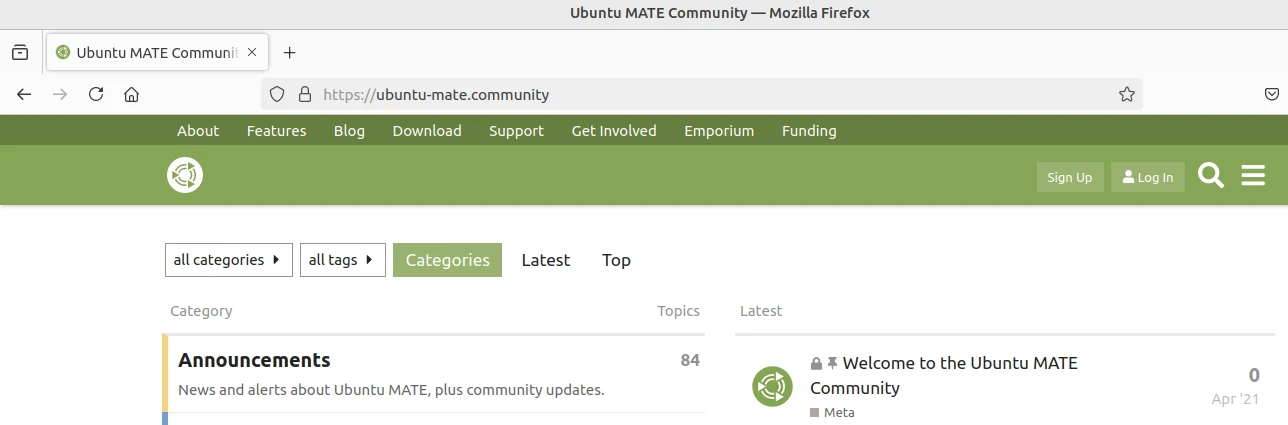 Ubuntu MATE Community — Mozilla Firefox
Ubuntu MATE Communi
https://ubuntu-mate.community
About Features Blog Download Support Get Involved Emporium Funding
Sign Up Log In
all categories all tags Categories Latest Top
Category Topics Latest
Announcements 84
News and alerts about Ubuntu MATE, plus community updates.
Welcome to the Ubuntu MATE
Community 0
Apr '21
Meta